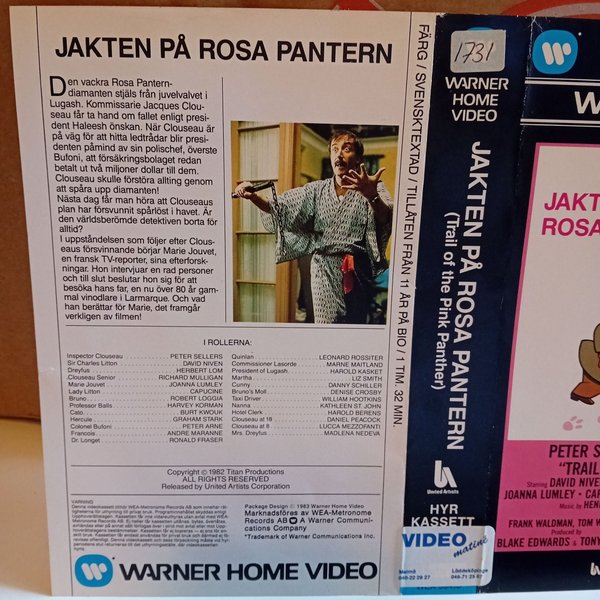 JAKTEN PÅ ROSA PANTERN
Den vackra Rosa Pantern-
diamanten stjäls från juvelvalvet i
Lugash. Kommissarie Jacques Clou-
seau får ta hand om fallet enligt presi-
dent Haleesh önskan. När Clouseau är
på väg för att hitta ledtrådar blir presi-
denten påmind av sin polischef, överste
Bufoni, att försäkringsbolaget redan
betalt ut två miljoner dollar till dem.
Clouseau skulle förstöra allting genom
att spåra upp diamanten!
Nästa dag får man höra att Clouseaus
plan har försvunnit spårlöst i havet. Är
den världsberömde detektiven borta för
alltid?
I uppståndelsen som följer efter Clous-
eaus försvinnande börjar Marie Jouvet,
en fransk TV-reporter, sina efterforsk-
ningar. Hon intervjuar en rad personer
och till slut beslutar hon sig för att
besöka hans far, en nu över 80 år gam-
mal vinodlare i Larmarque. Och vad
han berättar för Marie, det framgår
verkligen av filmen!
I ROLLERNA:
Inspector Clouseau PETER SELLERS
Sir Charles Litton DAVID NIVEN
Dreyfus HERBERT LOM
Clouseau Senior RICHARD MULLIGAN
Marie Jouvet JOANNA LUMLEY
Lady Litton CAPUCINE
Bruno ROBERT LOGGIA
Professor Balls HARVEY KORMAN
Cato BURT KWOUK
Hercule GRAHAM STARK
Colonel Bufoni PETER ARNE
Francois ANDRE MARANNE
Dr. Longet RONALD FRASER
Quinlan LEONARD ROSSITER
Commissioner Lasorde MARNE MAITLAND
President of Lugash HAROLD KASKET
Martha LIZ SMITH
Cunny DANNY SCHILLER
Bruno's Moll DENISE CROSBY
Taxi Driver WILLIAM HOOTKINS
Nanna KATHLEEN ST JOHN
Hotel Clerk HAROLD BERENS
Clouseau at 18 DANIEL PEACOCK
Clouseau at 8 LUCCA MEZZOFANTI
Mrs. Dreyfus MADLENA NEDEVA
Copyright © 1982 Titan Productions
ALL RIGHTS RESERVED
Released by United Artists Corporation
WARNING
Package Design © 1983 Warner Home Video
Marknadsföres av WEA-Metronome
Records AB A Warner Communi-
cations Company
*Trademark of Warner Communications Inc.
WARNER HOME VIDEO
FÄRG / SVENSKTEXTAD / TILLÅTEN FRÅN 11 ÅR PÅ BIO / 1 TIM. 32 MIN.
1731
WARNER
HOME
VIDEO
JAKTEN PÅ ROSA PANTERN
(Trail of the Pink Panther)
United Artists
HYR
KASSETT
VIDEO
matiné
Malmö
JAKT
ROSA
PETER S
"TRAIL
Starring DAVID NIVE
JOANNA LUMLEY
Music by HEN
FRANK WALDMAN, TOM W
Produced by
BLAKE EDWARDS & TONY